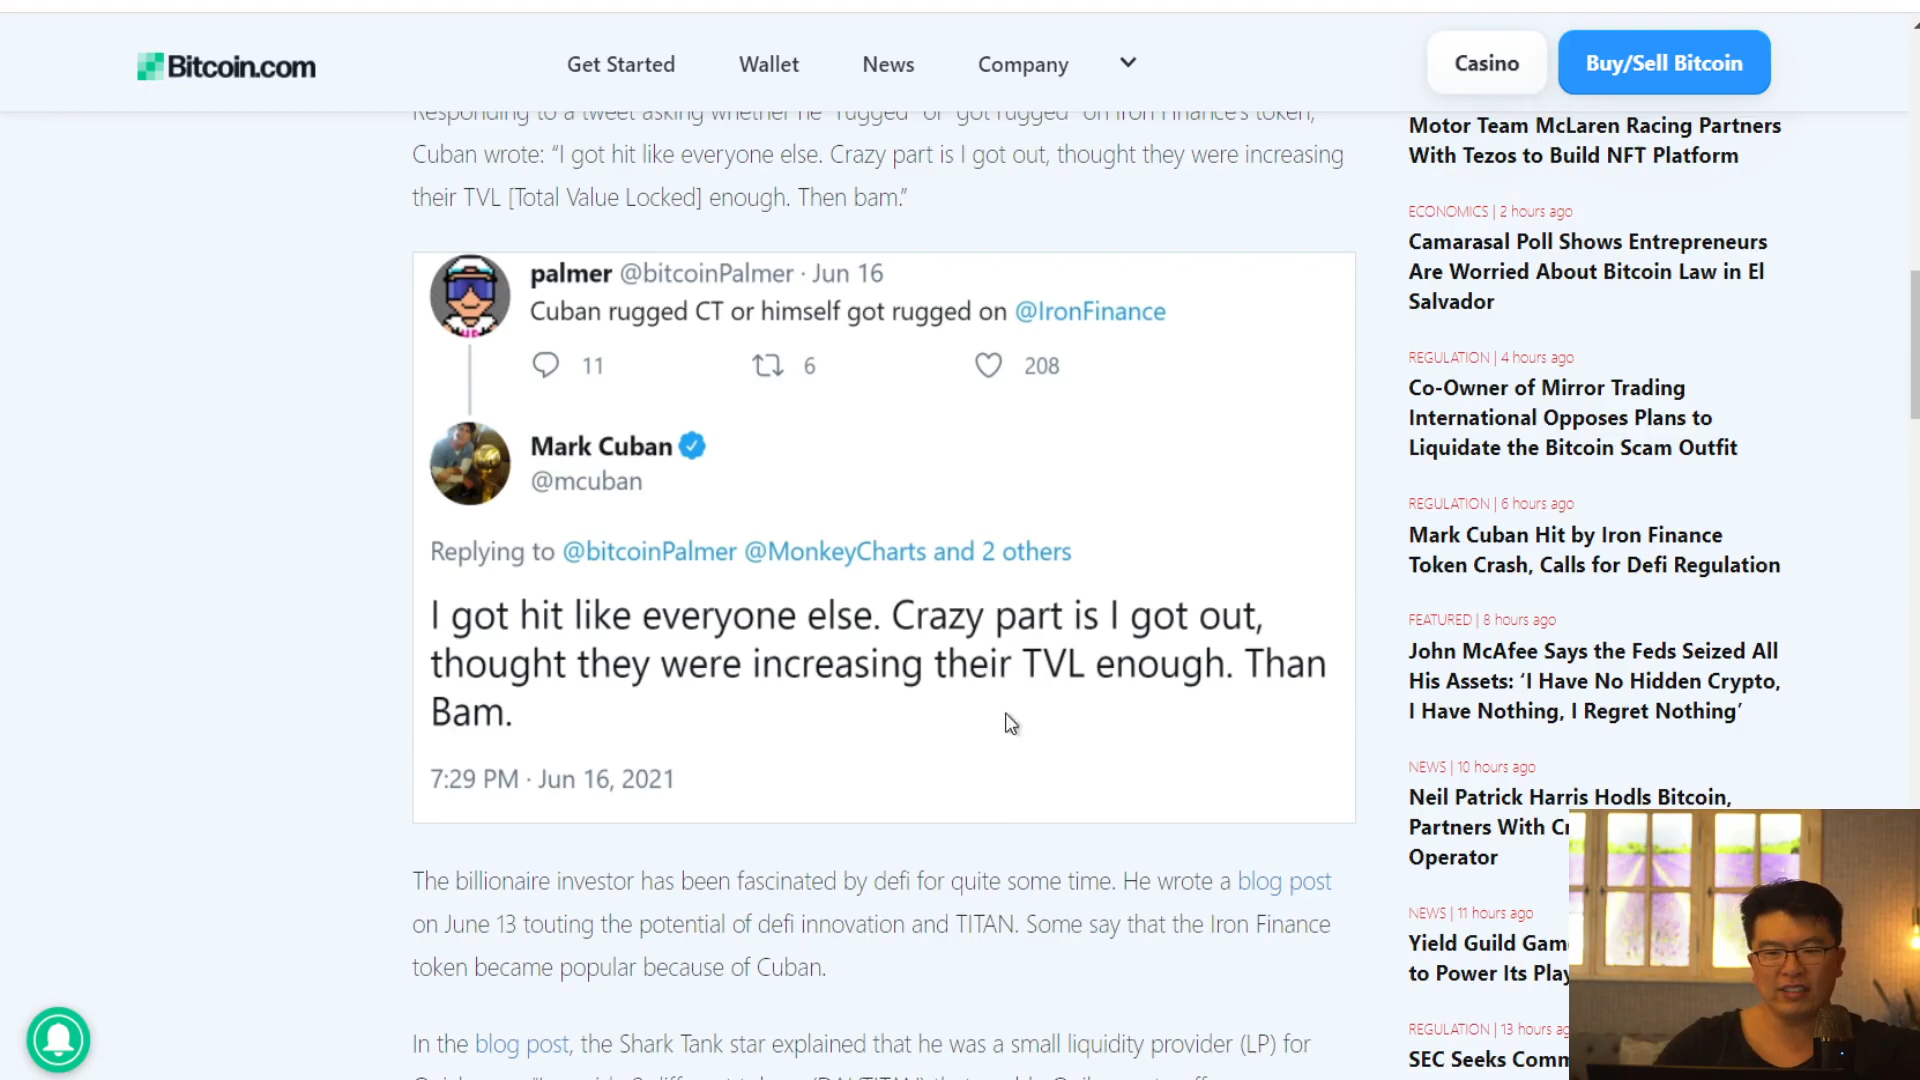 Bitcoin.com
Get Started
Wallet
News
Company
Casino
Buy/Sell Bitcoin
Responding to a tweet asking whether he "rugged" or "got rugged" on Iron Finance's token,
Cuban wrote: “I got hit like everyone else. Crazy part is I got out, thought they were increasing
their TVL [Total Value Locked] enough. Then bam.”
palmer @bitcoinPalmer · Jun 16
Cuban rugged CT or himself got rugged on @IronFinance
11
6
208
Mark Cuban
@mcuban
Replying to @bitcoinPalmer @MonkeyCharts and 2 others
I got hit like everyone else. Crazy part is I got out,
thought they were increasing their TVL enough. Than
Bam.
7:29 PM · Jun 16, 2021
The billionaire investor has been fascinated by defi for quite some time. He wrote a blog post
on June 13 touting the potential of defi innovation and TITAN. Some say that the Iron Finance
token became popular because of Cuban.
In the blog post, the Shark Tank star explained that he was a small liquidity provider (LP) for
Motor Team McLaren Racing Partners
With Tezos to Build NFT Platform
ECONOMICS | 2 hours ago
Camarasal Poll Shows Entrepreneurs
Are Worried About Bitcoin Law in El
Salvador
REGULATION | 4 hours ago
Co-Owner of Mirror Trading
International Opposes Plans to
Liquidate the Bitcoin Scam Outfit
REGULATION | 6 hours ago
Mark Cuban Hit by Iron Finance
Token Crash, Calls for Defi Regulation
FEATURED | 8 hours ago
John McAfee Says the Feds Seized All
His Assets: ‘I Have No Hidden Crypto,
I Have Nothing, I Regret Nothing’
NEWS | 10 hours ago
Neil Patrick Harris Hodls Bitcoin,
Partners With
Operator
NEWS | 11 hours ago
Yield Guild
to Power Its
REGULATION | 13 hours
SEC Seeks